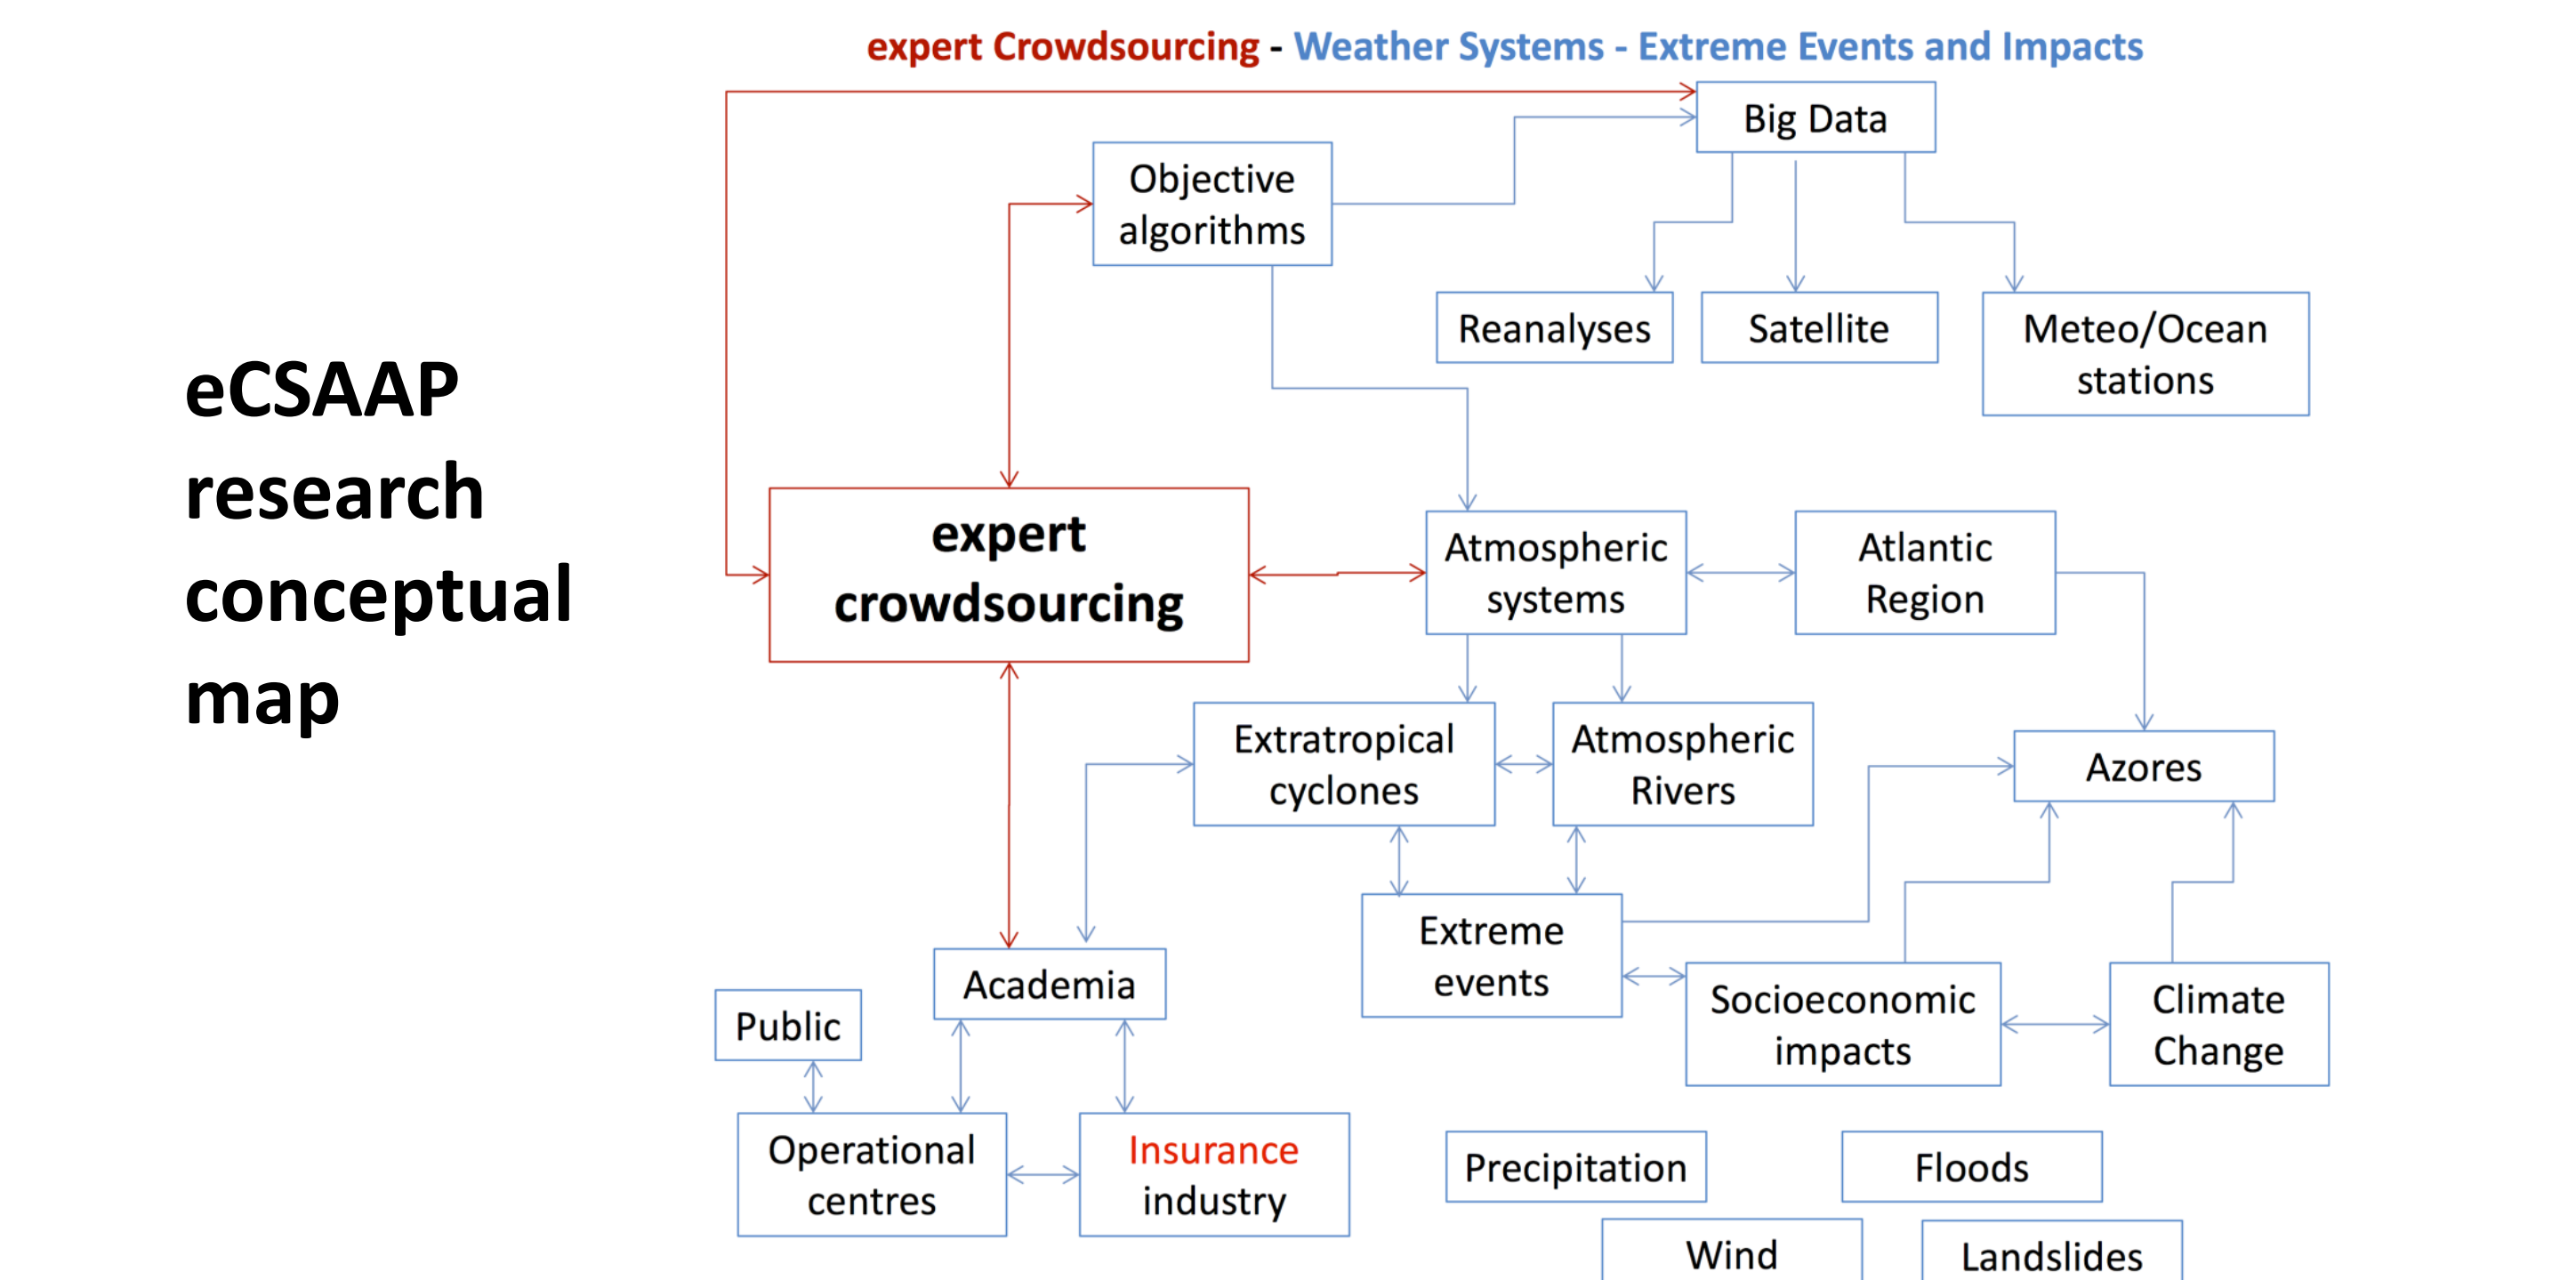 expert Crowdsourcing - Weather Systems - Extreme Events and Impacts
eCSAAP
research
conceptual
map
Big Data
Objective
algorithms
Reanalyses
Satellite
Meteo/Ocean
stations
expert
crowdsourcing
Atmospheric
systems
Atlantic
Region
Extratropical
cyclones
Atmospheric
Rivers
Azores
Extreme
events
Academia
Public
Socioeconomic
impacts
Climate
Change
Operational
centres
Insurance
industry
Precipitation
Floods
Wind
Landslides